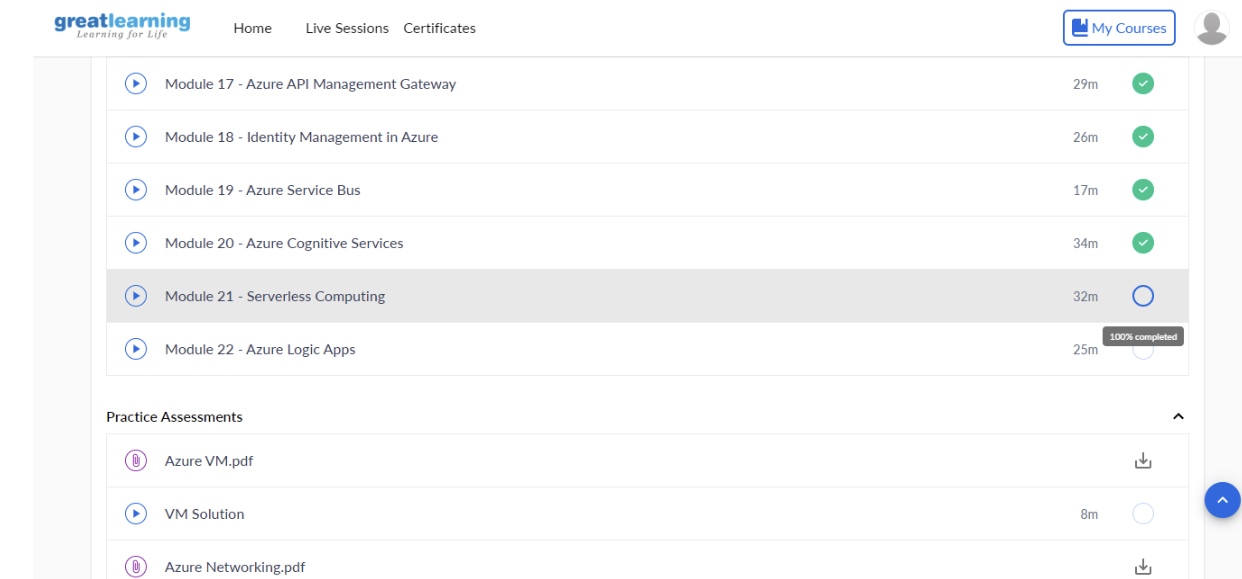 greatlearning
Learning for Life
Home Live Sessions Certificates My Courses
Module 17 - Azure API Management Gateway 29m
Module 18 - Identity Management in Azure 26m
Module 19 - Azure Service Bus 17m
Module 20 - Azure Cognitive Services 34m
Module 21 - Serverless Computing 32m
100% completed
Module 22 - Azure Logic Apps 25m
Practice Assessments
Azure VM.pdf
VM Solution 8m
Azure Networking.pdf